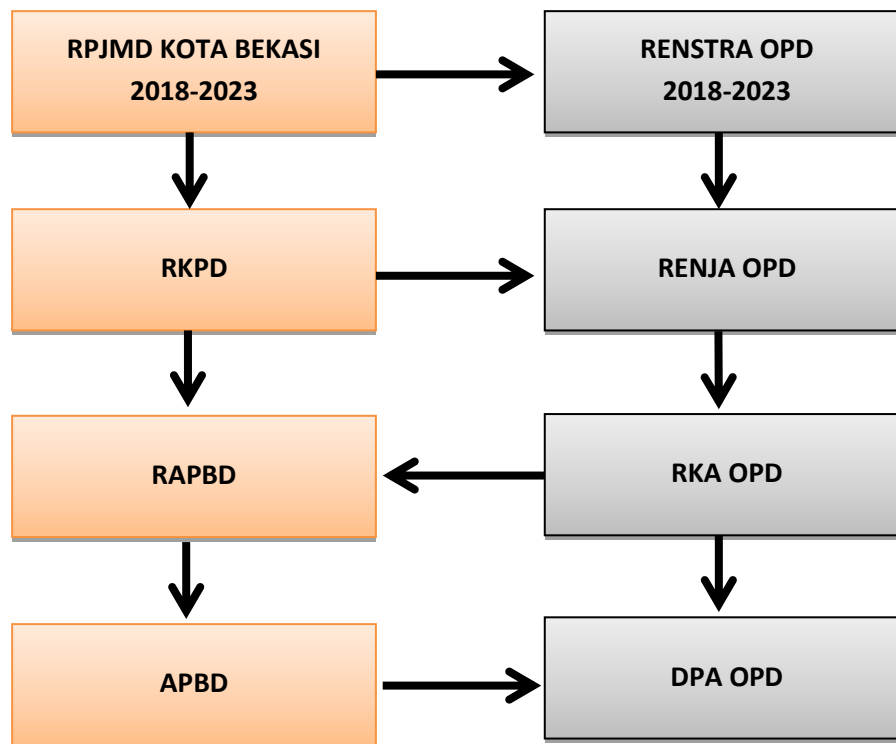 RPJMD KOTA BEKASI
2018-2023
RENSTRA OPD
2018-2023
RKPD
RENJA OPD
RAPBD
RKA OPD
APBD
DPA OPD